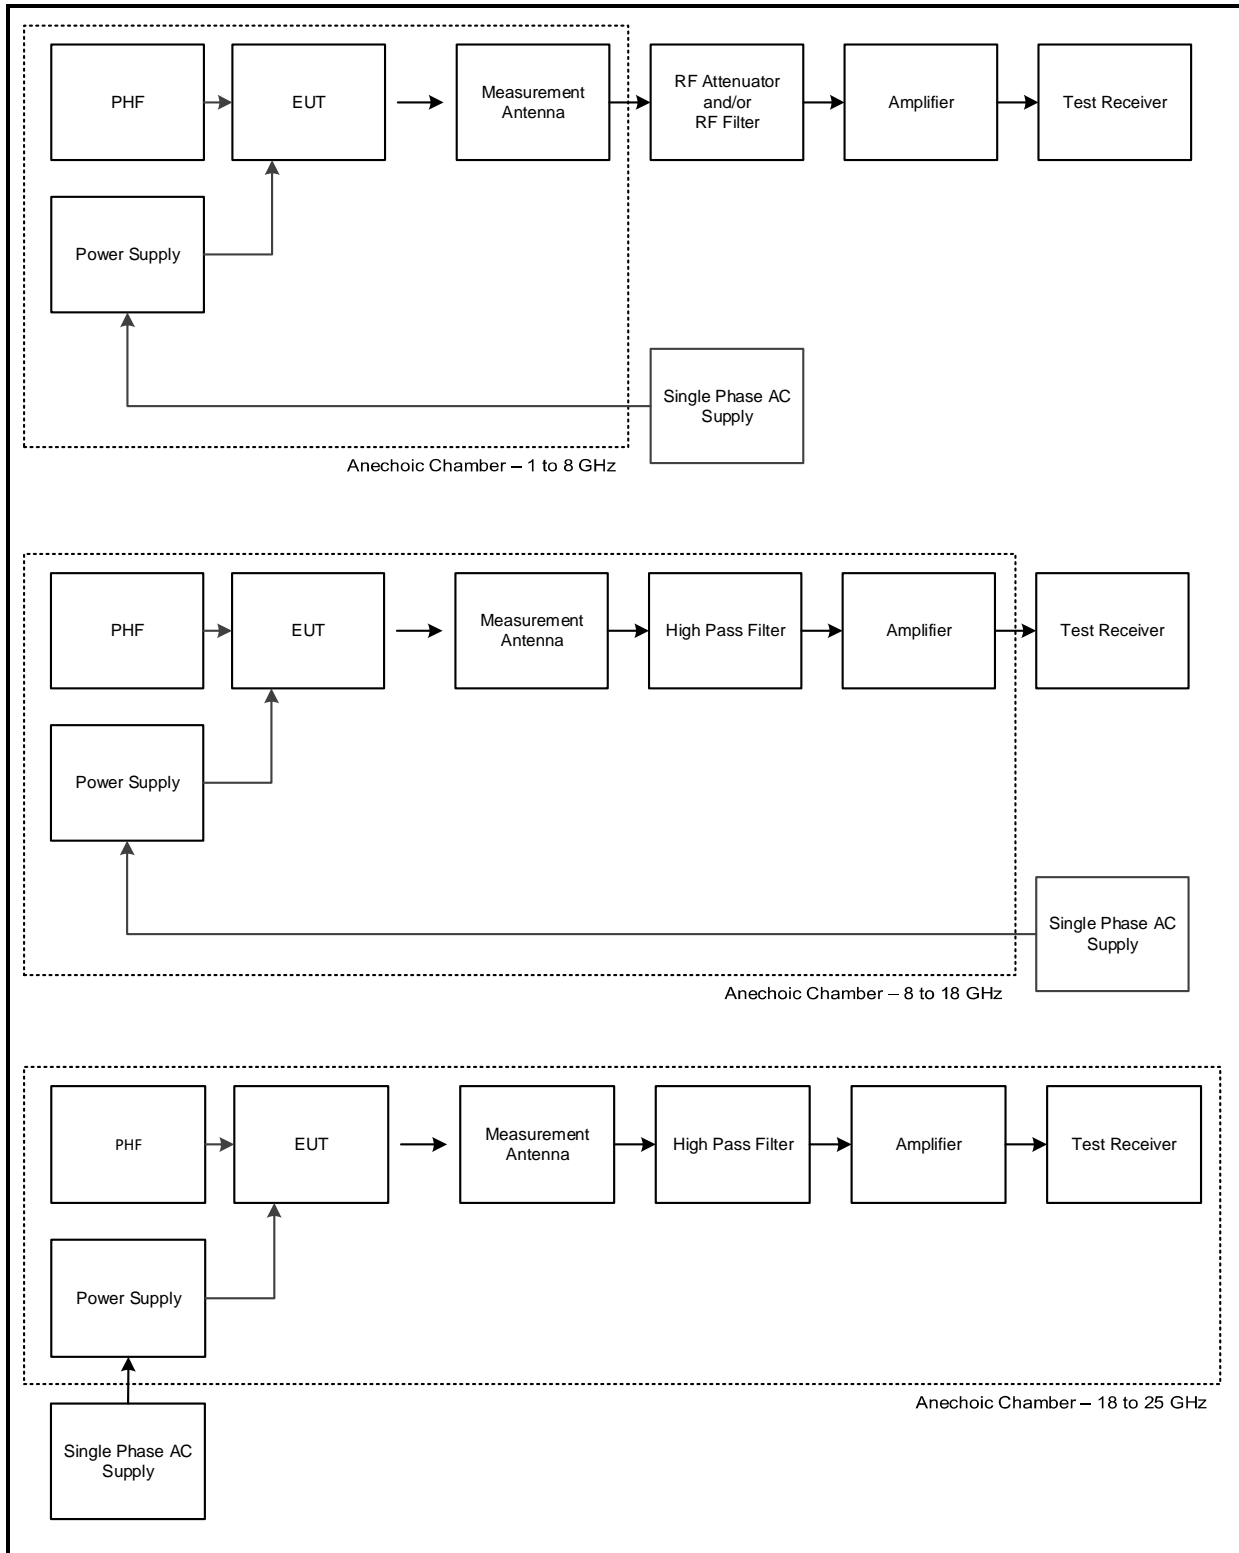 PHF
EUT
Measurement
Antenna
RF Attenuator
and/or
RF Filter
Amplifier
Test Receiver
Power Supply
Single Phase AC
Supply
Anechoic Chamber – 1 to 8 GHz
PHF
EUT
Measurement
Antenna
High Pass Filter
Amplifier
Test Receiver
Power Supply
Single Phase AC
Supply
Anechoic Chamber – 8 to 18 GHz
PHF
EUT
Measurement
Antenna
High Pass Filter
Amplifier
Test Receiver
Power Supply
Anechoic Chamber – 18 to 25 GHz
Single Phase AC
Supply